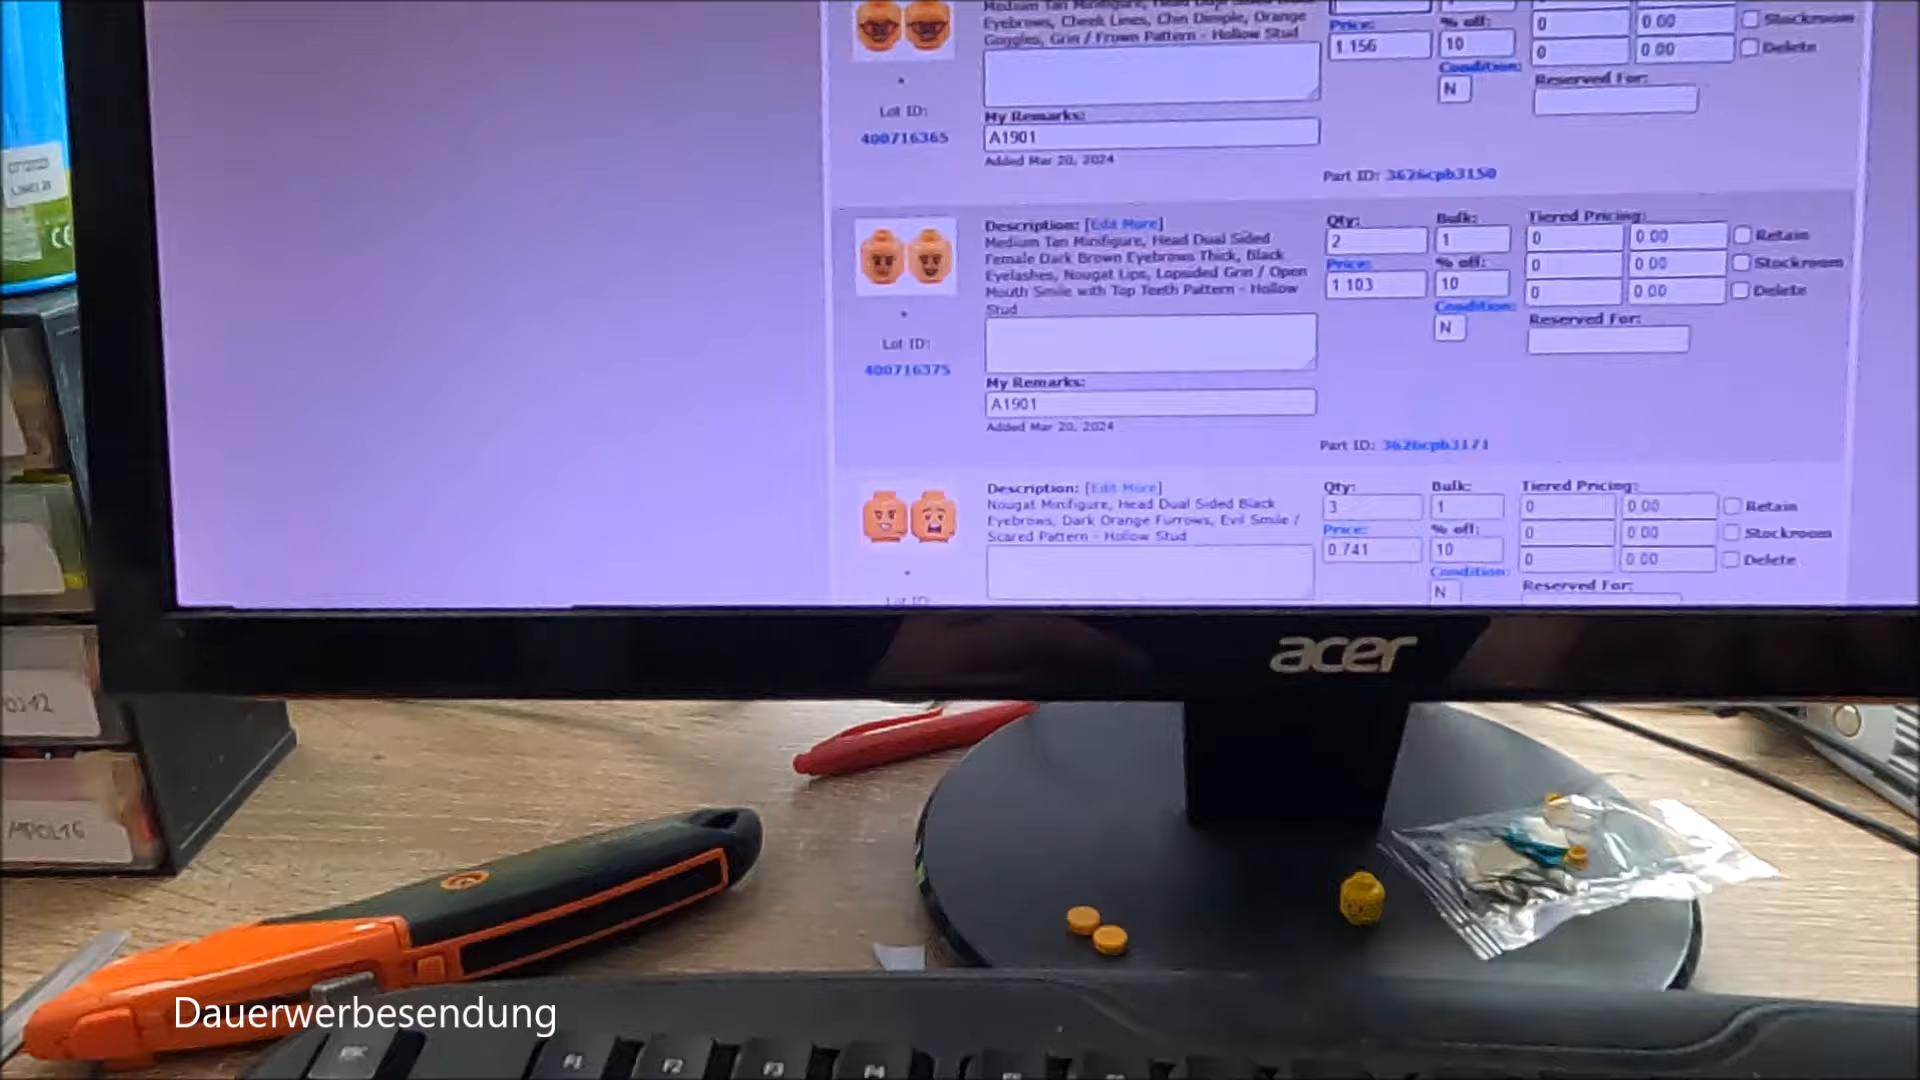 Eyebrows, Cheek Lines, Chin Dimple, Orange
Goggles, Grin / Frown Pattern - Hollow Stud
Price:
1.156
% off:
10
Condition:
N
0
0.00
Stockroom
0
0.00
Delete
Reserved For:
Lot ID:
400716365
My Remarks:
A1901
Added Mar 20, 2024
Part ID: 3626cpb3150
Description: [Edit More]
Medium Tan Minifigure, Head Dual Sided
Female Dark Brown Eyebrows Thick, Black
Eyelashes, Nougat Lips, Lopsided Grin / Open
Mouth Smile with Top Teeth Pattern - Hollow
Stud
Qty:
2
Bulk:
1
Price:
1.103
% off:
10
Condition:
N
Tiered Pricing:
0
0.00
Retain
0
0.00
Stockroom
0
0.00
Delete
Reserved For:
Lot ID:
400716375
My Remarks:
A1901
Added Mar 20, 2024
Part ID: 3626cpb3171
Description: [Edit More]
Nougat Minifigure, Head Dual Sided Black
Eyebrows, Dark Orange Furrows, Evil Smile /
Scared Pattern - Hollow Stud
Qty:
3
Bulk:
1
Price:
0.741
% off:
10
Condition:
N
Tiered Pricing:
0
0.00
Retain
0
0.00
Stockroom
0
0.00
Delete
Reserved For:
Lot ID:
acer
MPOL16
Dauerwerbesendung
F1
F2
F3
F4